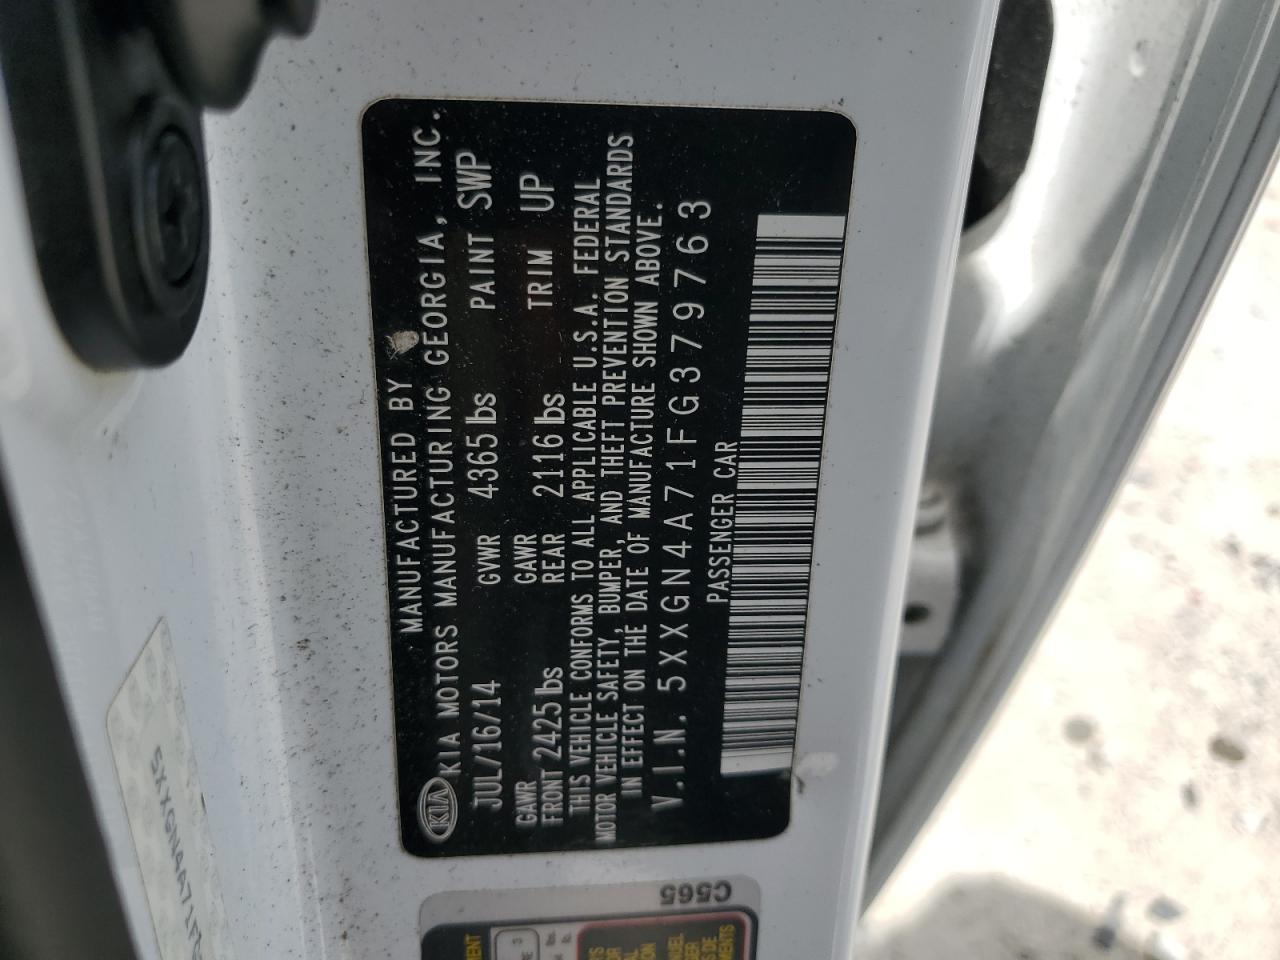 MANUFACTURED BY
KIA MOTORS MANUFACTURING GEORGIA, INC.
KIA
JUL/16/14 GVWR 4365 lbs PAINT SWP
GAWR FRONT 2425 lbs GAWR REAR 2116 lbs TRIM UP
THIS VEHICLE CONFORMS TO ALL APPLICABLE U.S.A. FEDERAL
MOTOR VEHICLE SAFETY, BUMPER, AND THEFT PREVENTION STANDARDS
IN EFFECT ON THE DATE OF MANUFACTURE SHOWN ABOVE.
V.I.N. 5XXGN4A71FG379763
PASSENGER CAR
C565